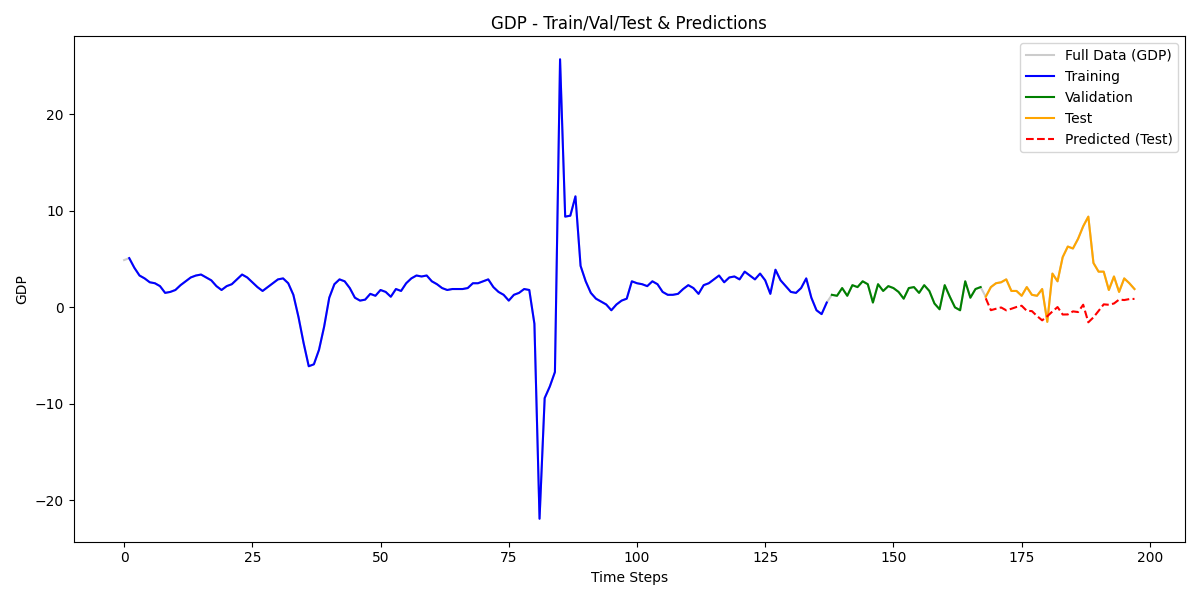 GDP - Train/Val/Test & Predictions
Full Data (GDP)
Training
Validation
Test
Predicted (Test)
GDP
20
10
0
−10
−20
0 25 50 75 100 125 150 175 200
Time Steps